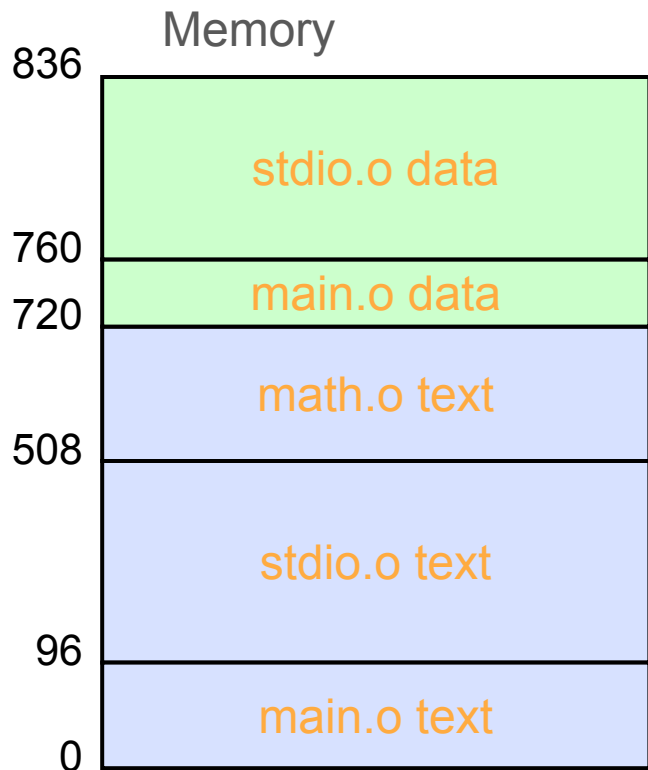 Memory
836
stdio.o data
760
main.o data
720
math.o text
508
stdio.o text
96
main.o text
0